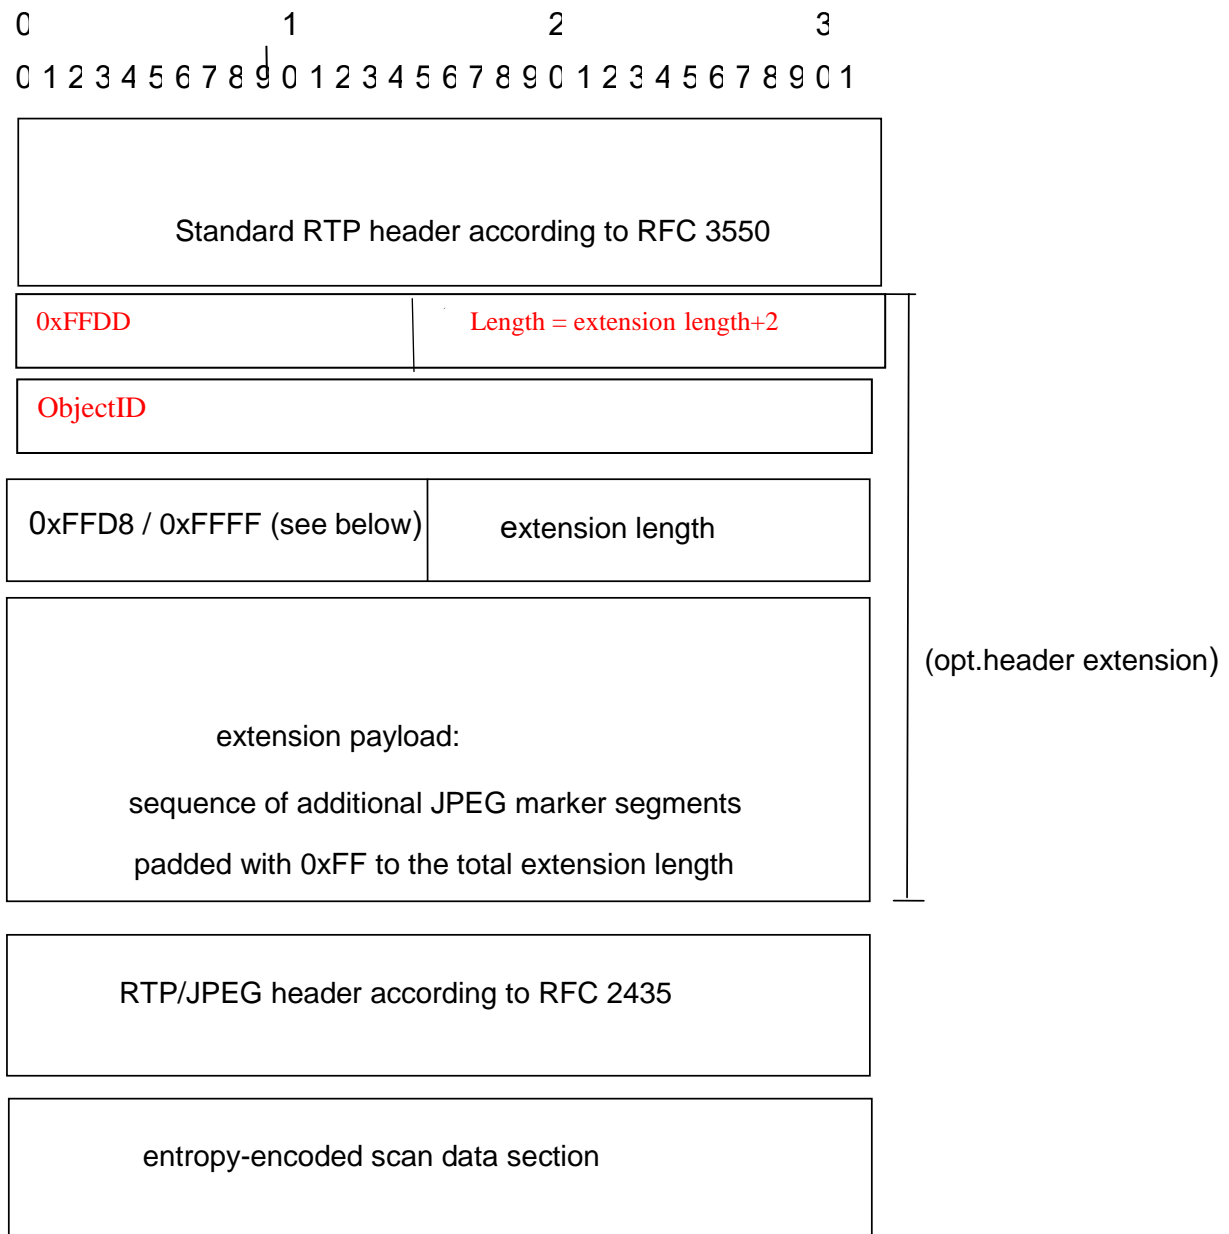 0 1 2 3
0 1 2 3 4 5 6 7 8 9 0 1 2 3 4 5 6 7 8 9 0 1 2 3 4 5 6 7 8 9 0 1
Standard RTP header according to RFC 3550
0xFFDD Length = extension length+2
ObjectID
0xFFD8 / 0xFFFF (see below) extension length
(opt.header extension)
extension payload:
sequence of additional JPEG marker segments
padded with 0xFF to the total extension length
RTP/JPEG header according to RFC 2435
entropy-encoded scan data section